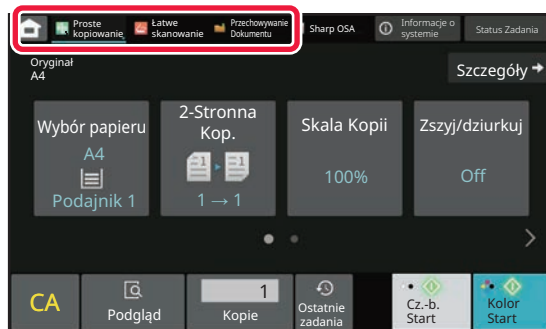 Proste
kopiowanie
Łatwe
skanowanie
Przechowywanie
Dokumentu
Sharp OSA
Informacje o
systemie
Status Zadania
Oryginał
A4
Szczegóły
Wybór papieru
A4
Podajnik 1
2-Stronna
Kop.
1 → 1
Skala Kopii
100%
Zszyj/dziurkuj
Off
CA
Podgląd
1
Kopie
Ostatnie
zadania
Cz.-b.
Start
Kolor
Start